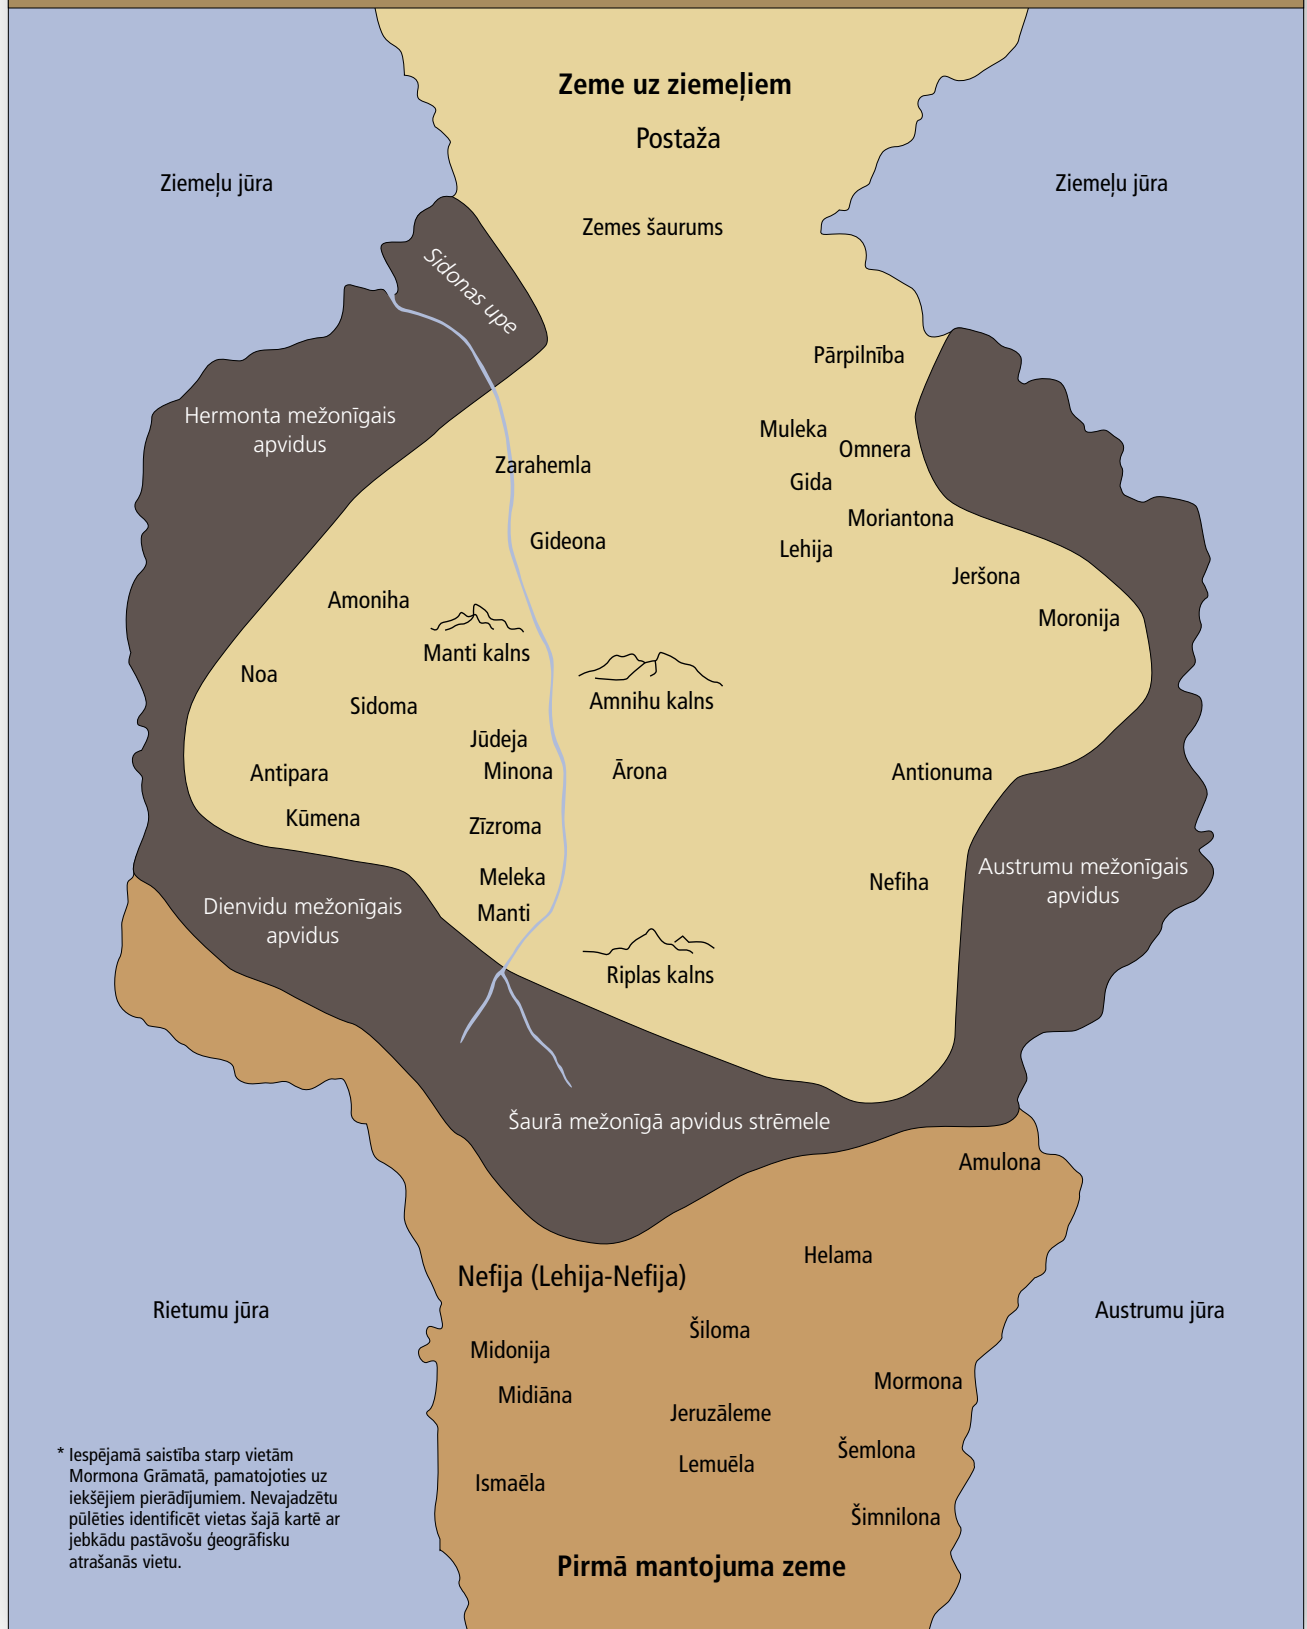 Zeme uz ziemeļiem
Postaža
Ziemeļu jūra
Ziemeļu jūra
Zemes šaurums
Sidonas upe
Pārpilnība
Hermonta mežonīgais
apvidus
Muleka
Omnera
Zarahemla
Gida
Moriantona
Gideona
Lehija
Jeršona
Amoniha
Moronija
Manti kalns
Noa
Amnihu kalns
Sidoma
Jūdeja
Antipara
Minona
Ārona
Antionuma
Kūmena
Zīzroma
Austrumu mežonīgais
apvidus
Meleka
Nefiha
Dienvidu mežonīgais
apvidus
Manti
Riplas kalns
Šaurā mežonīgā apvidus strēmele
Amulona
Helama
Nefija (Lehija-Nefija)
Rietumu jūra
Austrumu jūra
Šiloma
Midonija
Mormona
Midiāna
Jeruzāleme
Šemlona
Lemuēla
Ismaēla
Šimnilona
* Iespējamā saistība starp vietām
Mormona Grāmatā, pamatojoties uz
iekšējiem pierādījumiem. Nevajadzētu
pūlēties identificēt vietas šajā kartē ar
jebkādu pastāvošu ģeogrāfisku
atrašanās vietu.
Pirmā mantojuma zeme